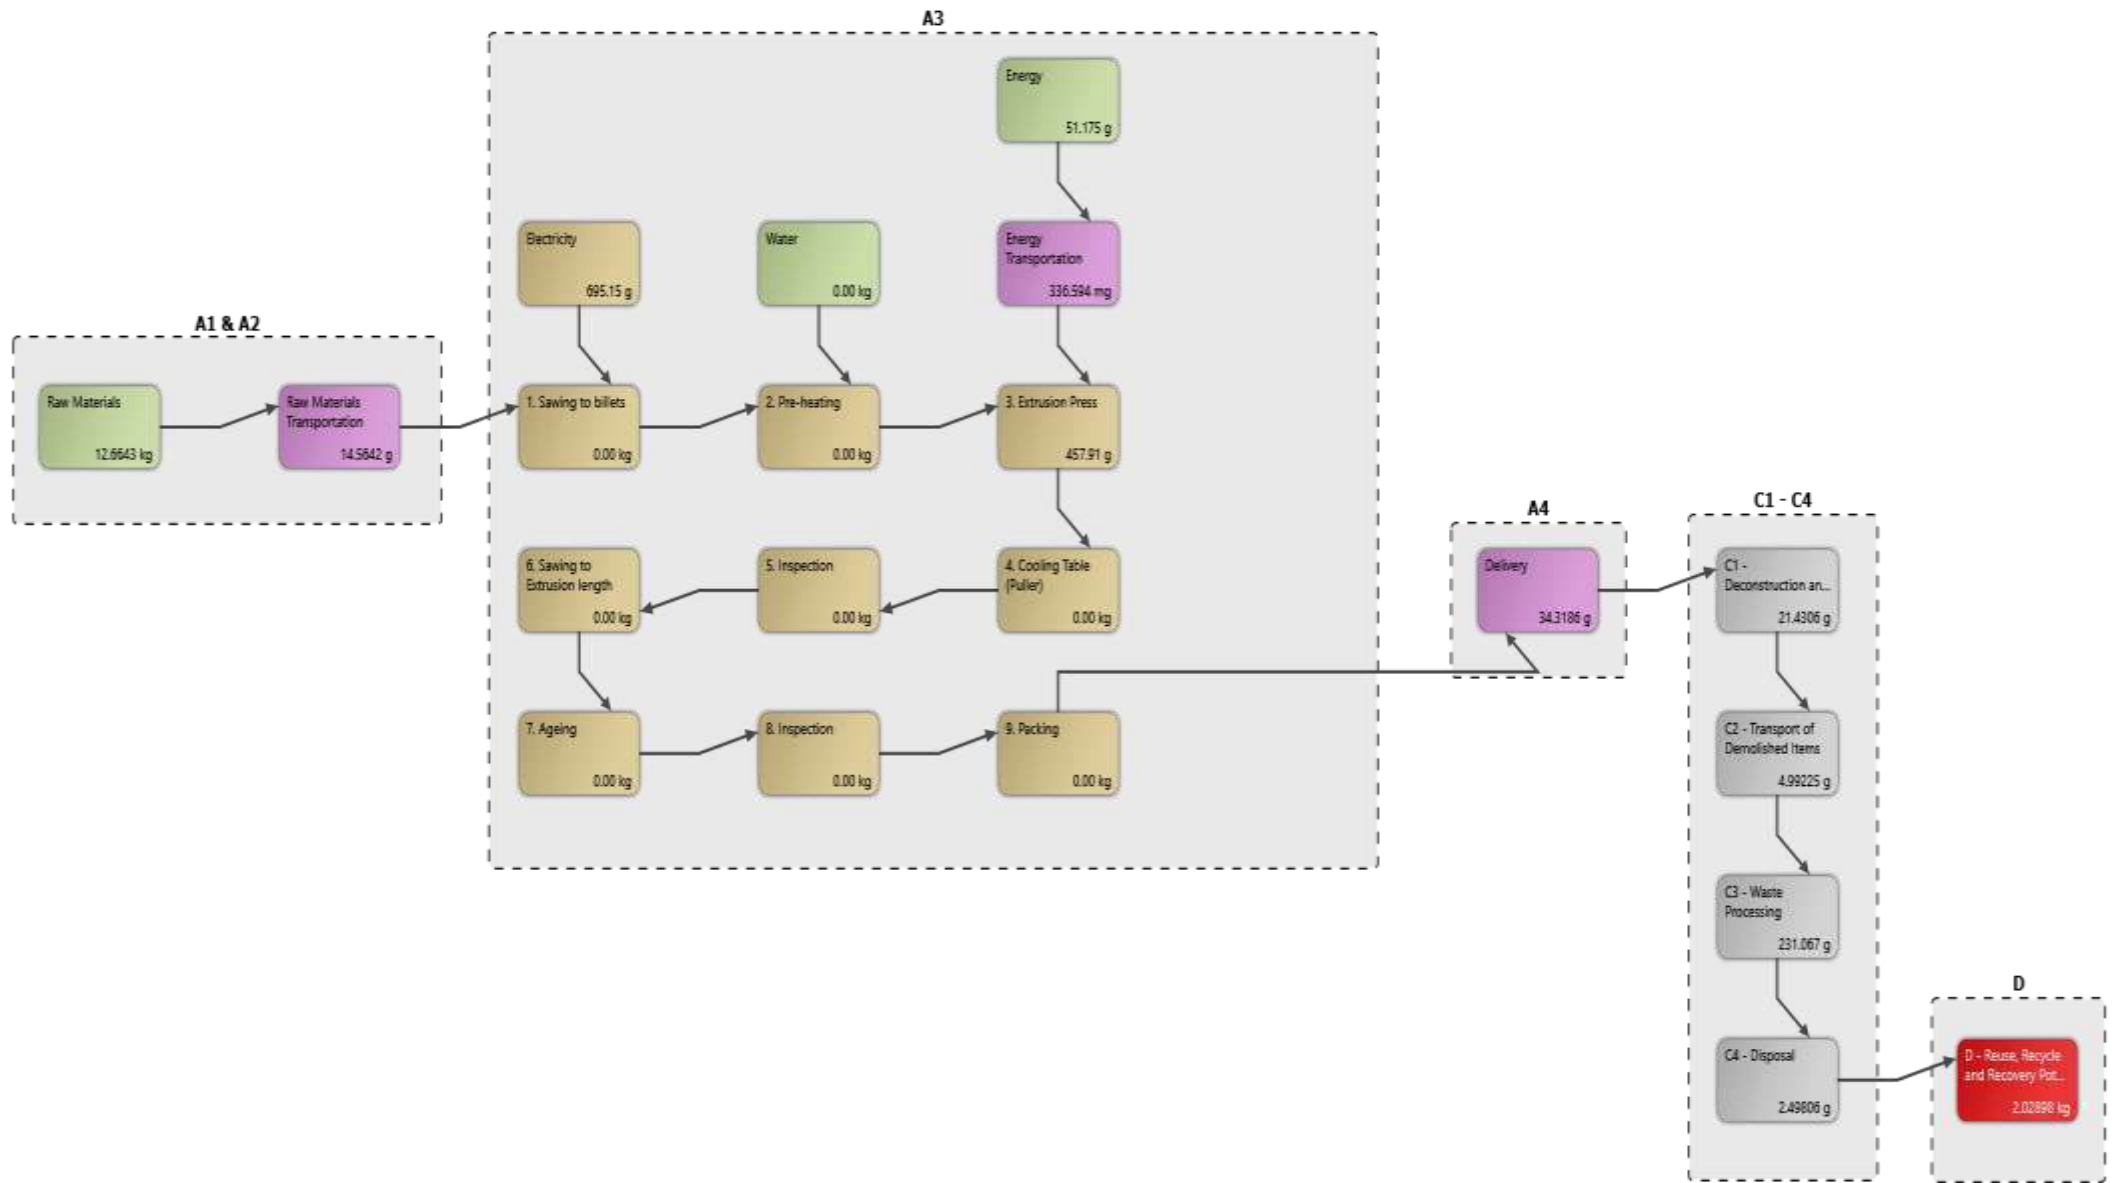 A3
Energy
51.175 g
Electricity
695.15 g
Water
0.00 kg
Energy
Transportation
336.594 mg
A1 & A2
Raw Materials
12.6643 kg
Raw Materials
Transportation
14.5642 g
1. Sawing to billets
0.00 kg
2. Pre-heating
0.00 kg
3. Extrusion Press
457.91 g
6. Sawing to
Extrusion length
0.00 kg
5. Inspection
0.00 kg
4. Cooling Table
(Puller)
0.00 kg
7. Ageing
0.00 kg
8. Inspection
0.00 kg
9. Packing
0.00 kg
A4
Delivery
34.3186 g
C1 - C4
C1 -
Deconstruction an...
21.4306 g
C2 - Transport of
Demolished Items
4.99225 g
C3 - Waste
Processing
231.067 g
C4 - Disposal
2.49806 g
D
D - Reuse, Recycle
and Recovery Pot...
2.02898 kg